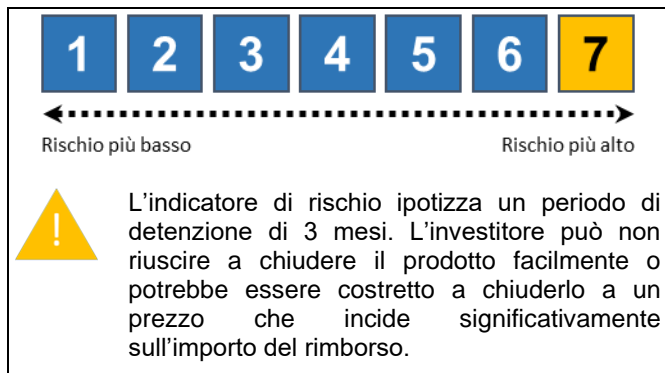 1 2 3 4 5 6 7
Rischio più basso Rischio più alto
!
L’indicatore di rischio ipotizza un periodo di
detenzione di 3 mesi. L’investitore può non
riuscire a chiudere il prodotto facilmente o
potrebbe essere costretto a chiuderlo a un
prezzo che incide significativamente
sull’importo del rimborso.